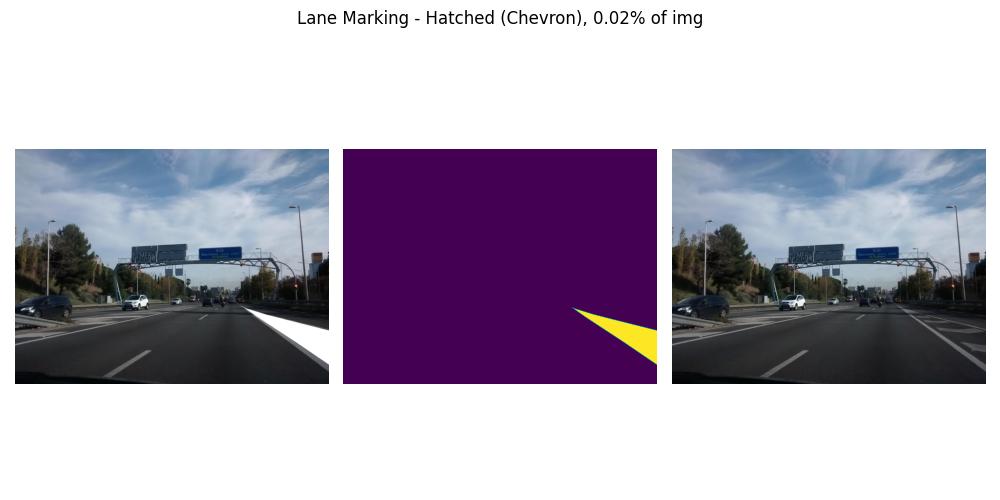 Lane Marking - Hatched (Chevron), 0.02% of img